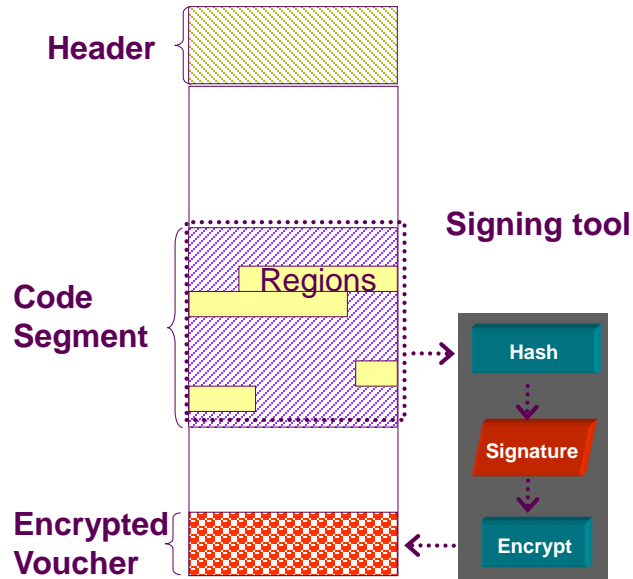 Header
Signing tool
Regions
Code
Segment
Hash
Signature
Encrypt
Encrypted
Voucher